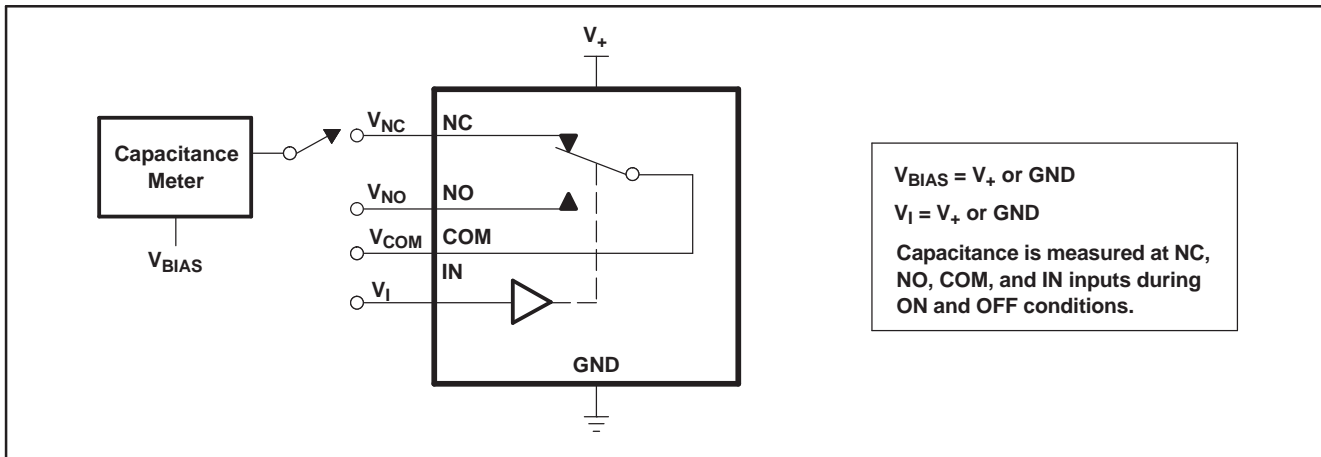 V+
Capacitance
Meter
VBIAS
VNC NC
VNO NO
VCOM COM
IN
VI
GND
VBIAS = V+ or GND
VI = V+ or GND
Capacitance is measured at NC,
NO, COM, and IN inputs during
ON and OFF conditions.